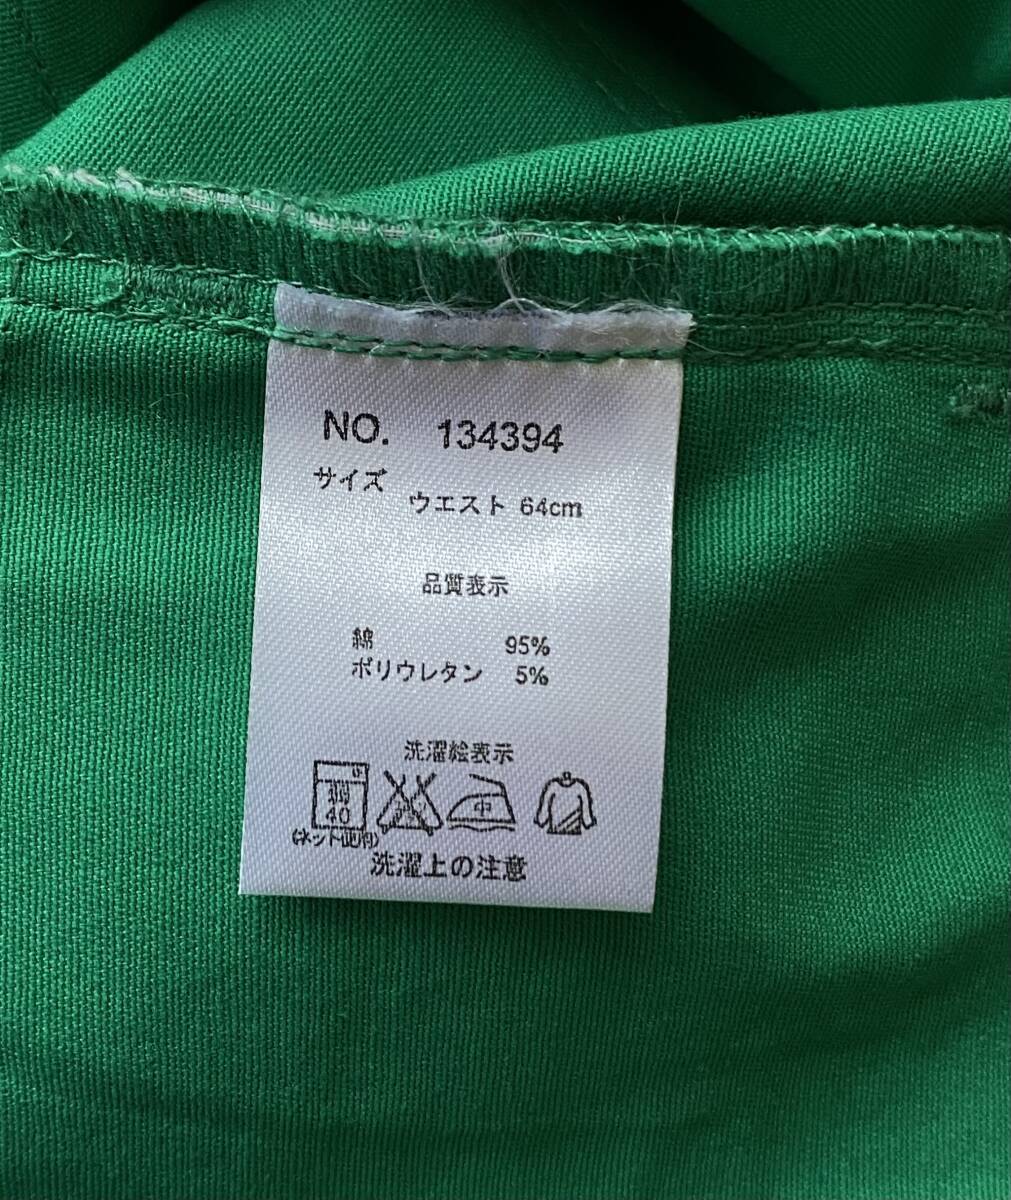 NO. 134394
サイズ
ウエスト 64cm
品質表示
綿 95%
ポリウレタン 5%
洗濯絵表示
弱
40
中
(ネット使用)
洗濯上の注意